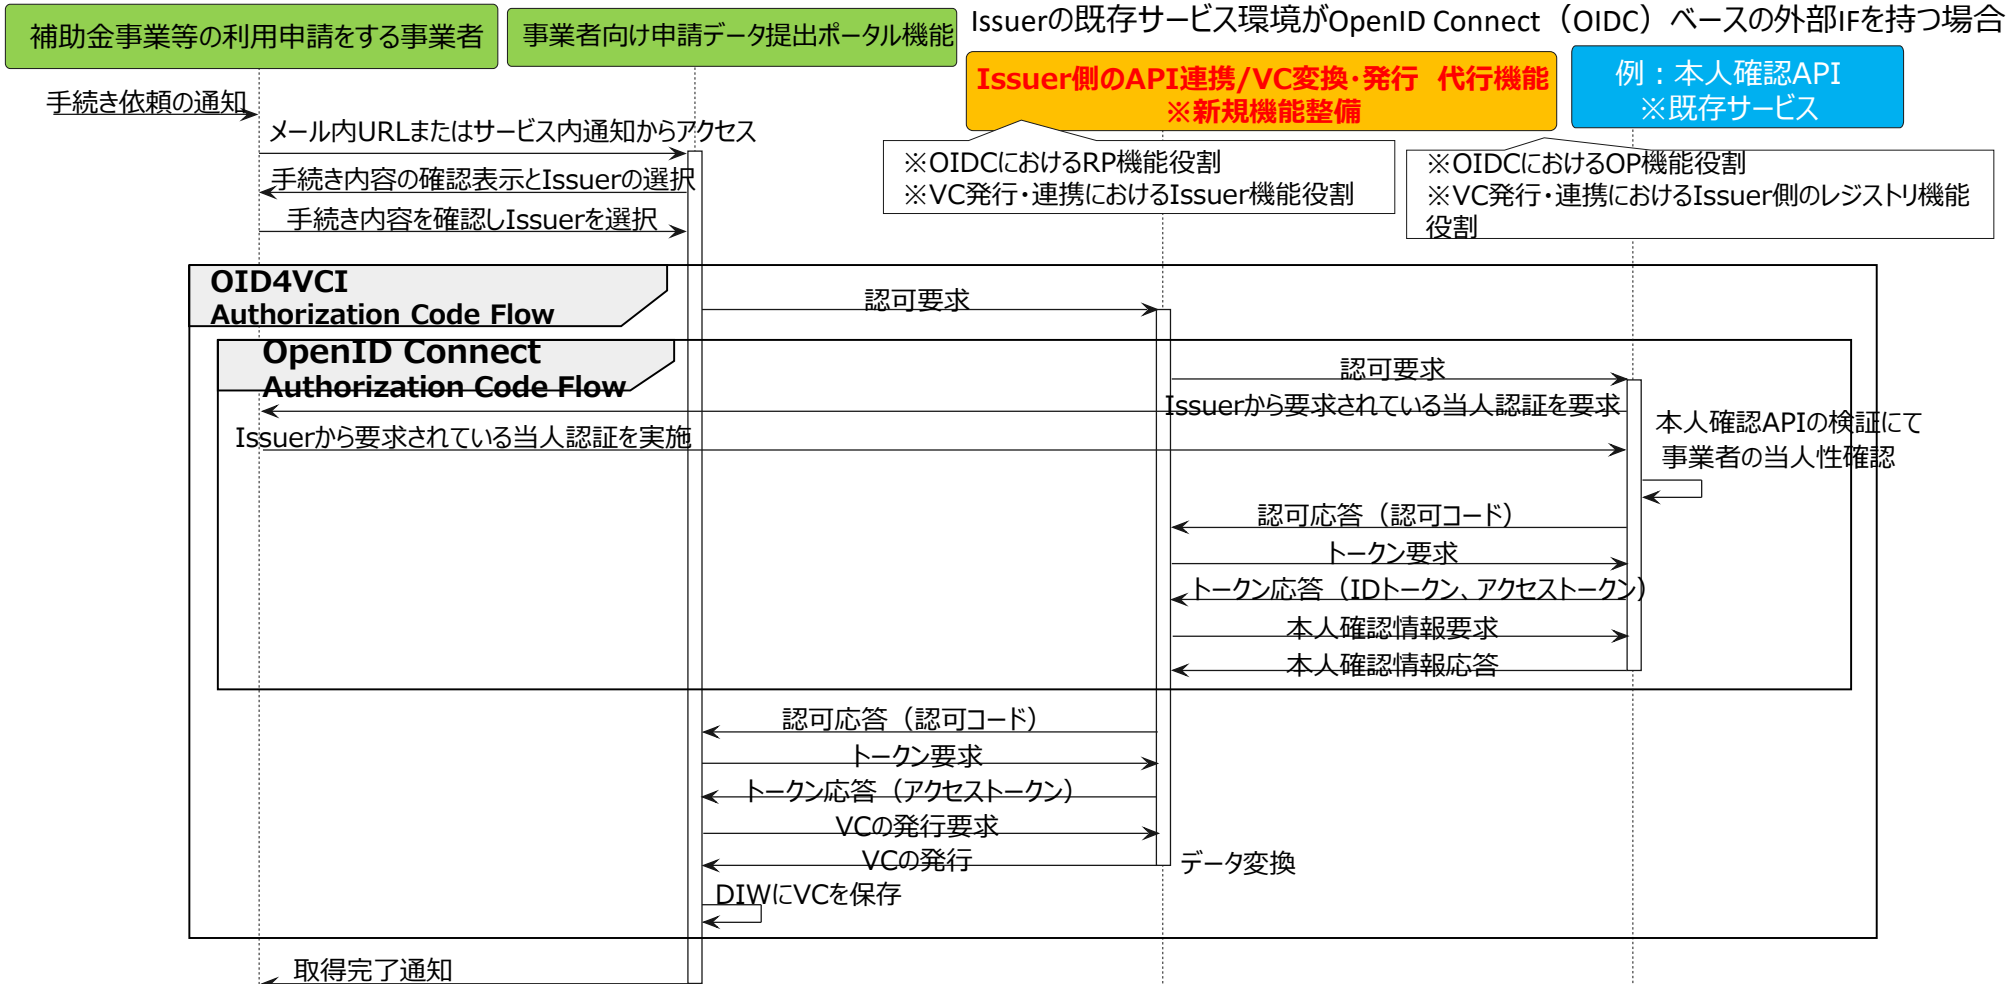 Issuerの既存サービス環境がOpenID Connect（OIDC）ベースの外部IFを持つ場合
補助金事業等の利用申請をする事業者
事業者向け申請データ提出ポータル機能
Issuer側のAPI連携/VC変換・発行 代行機能
※新規機能整備
例：本人確認API
※既存サービス
手続き依頼の通知
メール内URLまたはサービス内通知からアクセス
※OIDCにおけるRP機能役割
※VC発行・連携におけるIssuer機能役割
※OIDCにおけるOP機能役割
※VC発行・連携におけるIssuer側のレジストリ機能
役割
手続き内容の確認表示とIssuerの選択
手続き内容を確認しIssuerを選択
OID4VCI
Authorization Code Flow
認可要求
OpenID Connect
Authorization Code Flow
認可要求
Issuerから要求されている当人認証を要求
Issuerから要求されている当人認証を実施
本人確認APIの検証にて
事業者の当人性確認
認可応答（認可コード）
トークン要求
トークン応答（IDトークン、アクセストークン）
本人確認情報要求
本人確認情報応答
認可応答（認可コード）
トークン要求
トークン応答（アクセストークン）
VCの発行要求
VCの発行
データ変換
DIWにVCを保存
取得完了通知